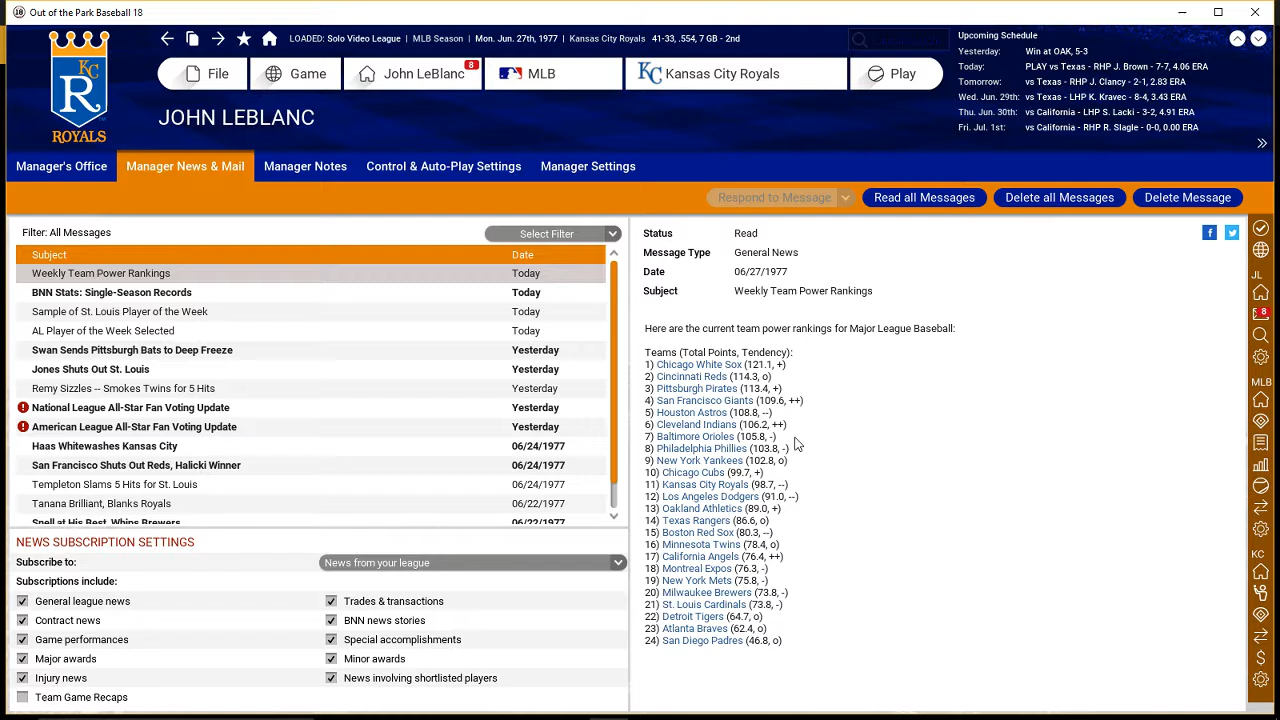 Out of the Park Baseball 18
LOADED: Solo Video League | MLB Season | Mon. Jun. 27th, 1977 | Kansas City Royals 41-33, .554, 7 GB - 2nd
Upcoming Schedule
Yesterday: Win at OAK, 5-3
Today: PLAY vs Texas - RHP J. Brown - 7-7, 4.06 ERA
Tomorrow: vs Texas - RHP J. Clancy - 2-1, 2.83 ERA
Wed. Jun. 29th: vs Texas - LHP K. Kravec - 8-4, 3.43 ERA
Thu. Jun. 30th: vs California - LHP S. Lacki - 3-2, 4.91 ERA
Fri. Jul. 1st: vs California - RHP R. Slagle - 0-0, 0.00 ERA
File Game John LeBlanc 8 MLB KC Kansas City Royals Play
KC
R
ROYALS
JOHN LEBLANC
Manager's Office Manager News & Mail Manager Notes Control & Auto-Play Settings Manager Settings
Respond to Message Read all Messages Delete all Messages Delete Message
Filter: All Messages Select Filter
Subject Date
Weekly Team Power Rankings Today
BNN Stats: Single-Season Records Today
Sample of St. Louis Player of the Week Today
AL Player of the Week Selected Today
Swan Sends Pittsburgh Bats to Deep Freeze Yesterday
Jones Shuts Out St. Louis Yesterday
Remy Sizzles -- Smokes Twins for 5 Hits Yesterday
National League All-Star Fan Voting Update Yesterday
American League All-Star Fan Voting Update Yesterday
Haas Whitewashes Kansas City 06/24/1977
San Francisco Shuts Out Reds, Halicki Winner 06/24/1977
Templeton Slams 5 Hits for St. Louis 06/24/1977
Tanana Brilliant, Blanks Royals 06/22/1977
Snell at His Best, Whips Brewers 06/22/1977
NEWS SUBSCRIPTION SETTINGS
Subscribe to: News from your league
Subscriptions include:
General league news Trades & transactions
Contract news BNN news stories
Game performances Special accomplishments
Major awards Minor awards
Injury news News involving shortlisted players
Team Game Recaps
Status Read
Message Type General News
Date 06/27/1977
Subject Weekly Team Power Rankings
Here are the current team power rankings for Major League Baseball:
Teams (Total Points, Tendency):
1) Chicago White Sox (121.1, +)
2) Cincinnati Reds (114.3, o)
3) Pittsburgh Pirates (113.4, +)
4) San Francisco Giants (109.6, ++)
5) Houston Astros (108.8, --)
6) Cleveland Indians (106.2, ++)
7) Baltimore Orioles (105.8, -)
8) Philadelphia Phillies (103.8, -)
9) New York Yankees (102.8, o)
10) Chicago Cubs (99.7, +)
11) Kansas City Royals (98.7, --)
12) Los Angeles Dodgers (91.0, --)
13) Oakland Athletics (89.0, +)
14) Texas Rangers (86.6, o)
15) Boston Red Sox (80.3, --)
16) Minnesota Twins (78.4, o)
17) California Angels (76.4, ++)
18) Montreal Expos (76.3, -)
19) New York Mets (75.8, -)
20) Milwaukee Brewers (73.8, -)
21) St. Louis Cardinals (73.8, -)
22) Detroit Tigers (64.7, o)
23) Atlanta Braves (62.4, o)
24) San Diego Padres (46.8, o)
JL
8
MLB
KC